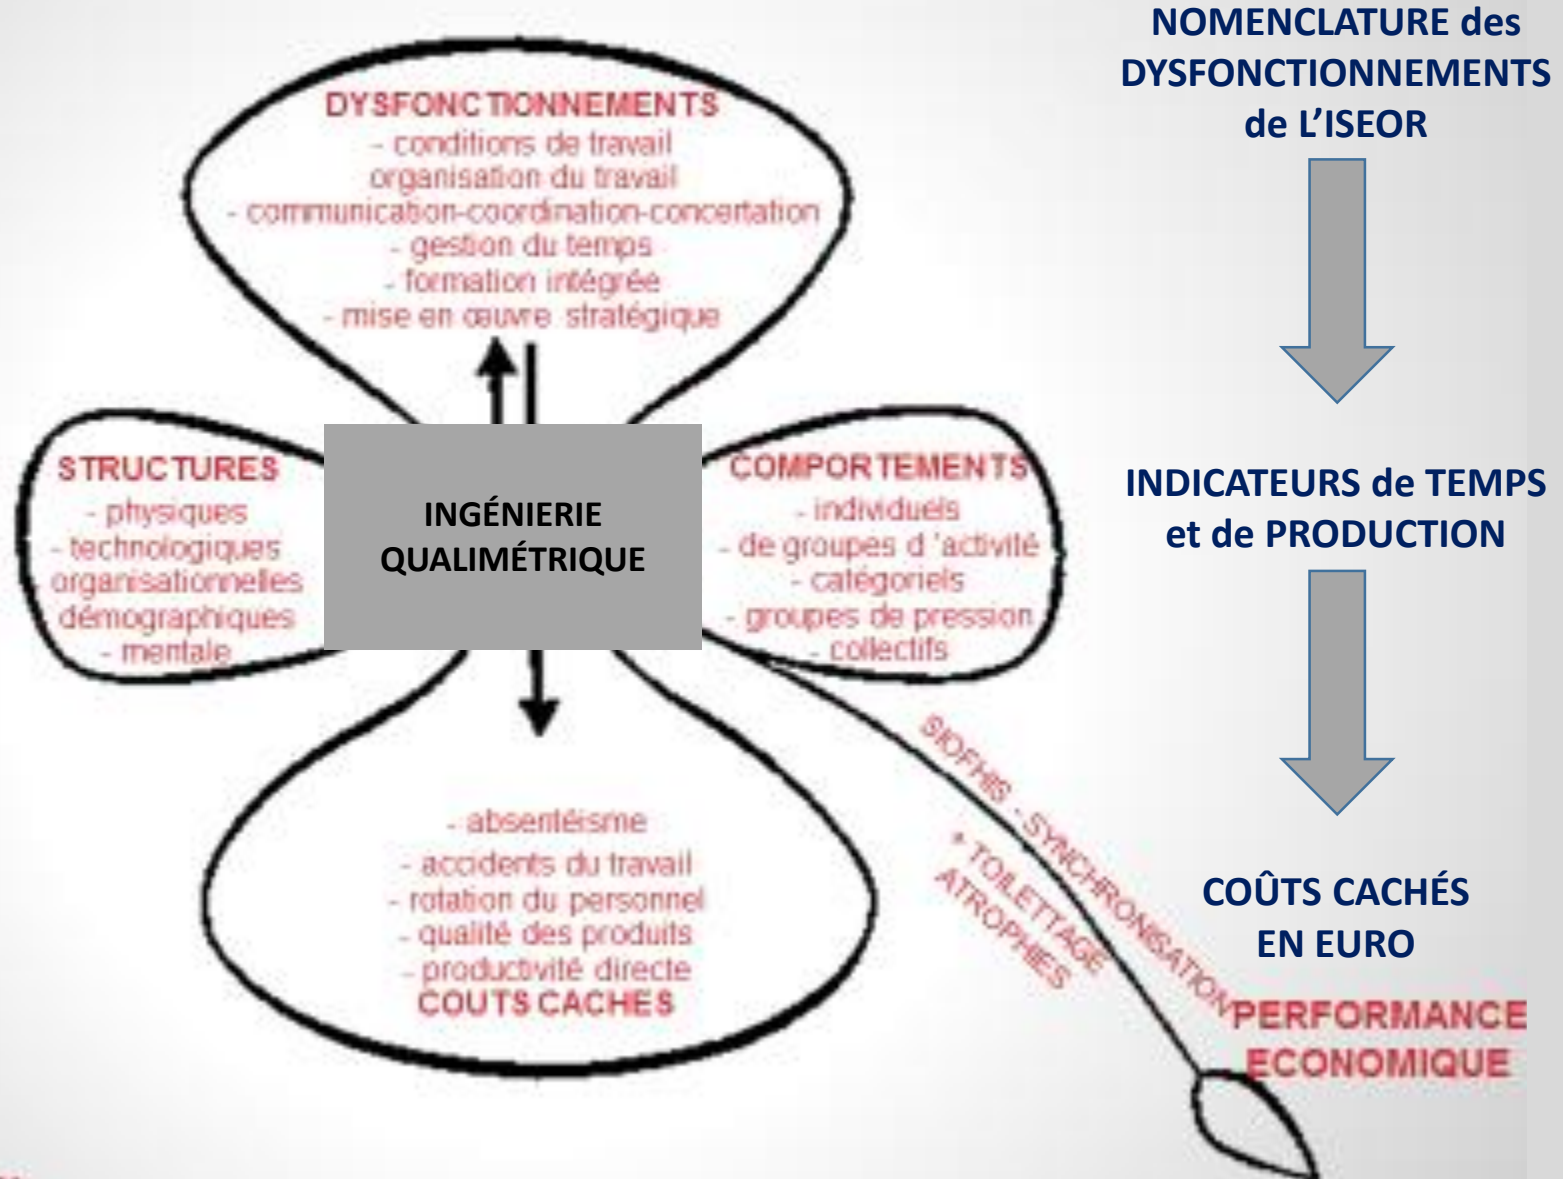 NOMENCLATURE des
DYSFONCTIONNEMENTS
de L’ISEOR
DYSFONCTIONNEMENTS
- conditions de travail
organisation du travail
- communication-coordination-concertation
- gestion du temps
- formation intégrée
- mise en œuvre stratégique
STRUCTURES
- physiques
- technologiques
organisationnelles
démographiques
- mentale
INGÉNIERIE
QUALIMÉTRIQUE
COMPORTEMENTS
- individuels
- de groupes d 'activité
- catégoriels
- groupes de pression
- collectifs
INDICATEURS de TEMPS
et de PRODUCTION
- absentéisme
- accidents du travail
- rotation du personnel
- qualité des produits
- productivité directe
COUTS CACHES
SIOFHIS - SYNCHRONISATION
+ TOILETTAGE
ATROPHIES
COÛTS CACHÉS
EN EURO
PERFORMANCE
ECONOMIQUE